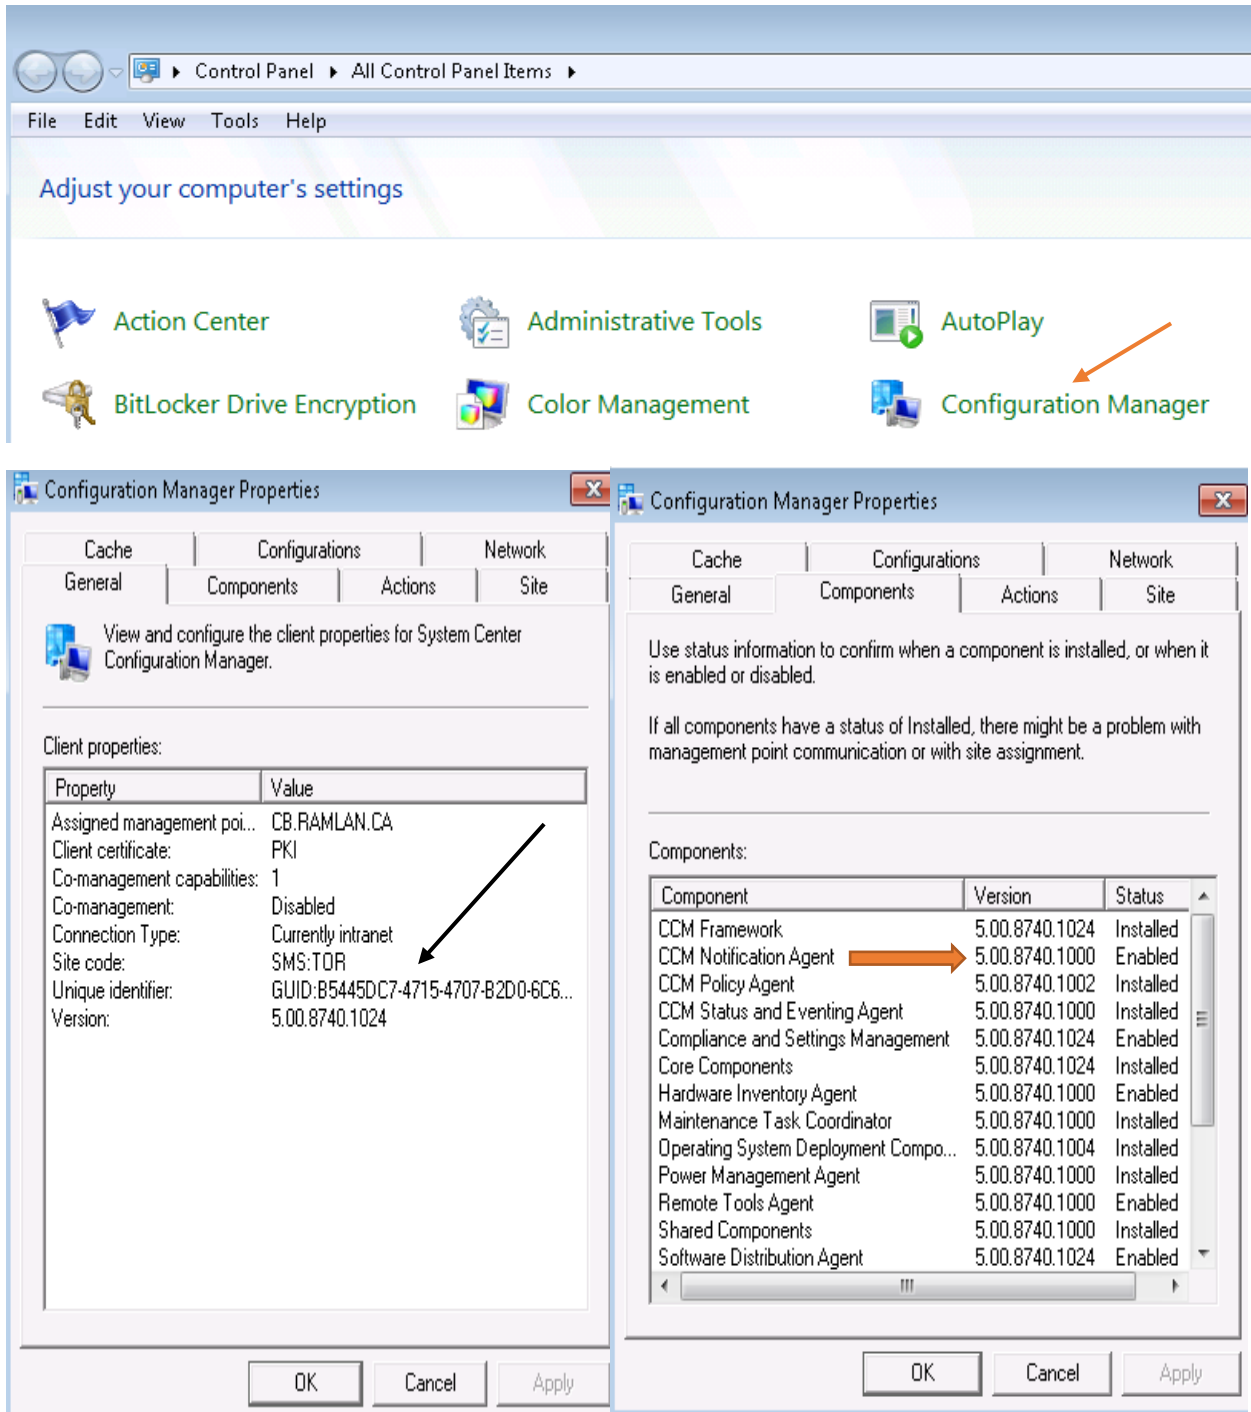 Control Panel All Control Panel Items
File Edit View Tools Help
Adjust your computer's settings
Action Center Administrative Tools AutoPlay
BitLocker Drive Encryption Color Management Configuration Manager
Configuration Manager Properties
Cache Configurations Network
General Components Actions Site
View and configure the client properties for System Center
Configuration Manager.
Client properties:
Property Value
Assigned management poi... CB.RAMLAN.CA
Client certificate: PKI
Co-management capabilities: 1
Co-management: Disabled
Connection Type: Currently intranet
Site code: SMS:TOR
Unique identifier: GUID:B5445DC7-4715-4707-B2D0-6C6...
Version: 5.00.8740.1024
OK Cancel Apply
Configuration Manager Properties
Cache Configurations Network
General Components Actions Site
Use status information to confirm when a component is installed, or when it
is enabled or disabled.
If all components have a status of Installed, there might be a problem with
management point communication or with site assignment.
Components:
Component Version Status
CCM Framework 5.00.8740.1024 Installed
CCM Notification Agent 5.00.8740.1000 Enabled
CCM Policy Agent 5.00.8740.1002 Installed
CCM Status and Eventing Agent 5.00.8740.1000 Installed
Compliance and Settings Management 5.00.8740.1024 Enabled
Core Components 5.00.8740.1024 Installed
Hardware Inventory Agent 5.00.8740.1000 Enabled
Maintenance Task Coordinator 5.00.8740.1000 Installed
Operating System Deployment Compo... 5.00.8740.1004 Installed
Power Management Agent 5.00.8740.1000 Installed
Remote Tools Agent 5.00.8740.1000 Enabled
Shared Components 5.00.8740.1000 Installed
Software Distribution Agent 5.00.8740.1024 Enabled
OK Cancel Apply